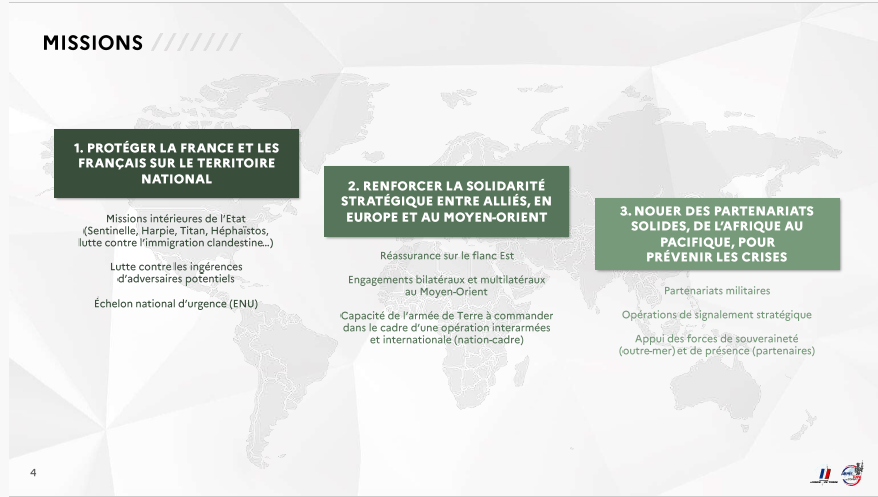 MISSIONS
1. PROTÉGER LA FRANCE ET LES
FRANÇAIS SUR LE TERRITOIRE
NATIONAL
Missions intérieures de l’Etat
(Sentinelle, Harpie, Titan, Héphaïstos,
lutte contre l’immigration clandestine…)
Lutte contre les ingérences
d’adversaires potentiels
Échelon national d’urgence (ENU)
2. RENFORCER LA SOLIDARITÉ
STRATÉGIQUE ENTRE ALLIÉS, EN
EUROPE ET AU MOYEN-ORIENT
Réassurance sur le flanc Est
Engagements bilatéraux et multilatéraux
au Moyen-Orient
Capacité de l’armée de Terre à commander
dans le cadre d’une opération interarmées
et internationale (nation-cadre)
3. NOUER DES PARTENARIATS
SOLIDES, DE L’AFRIQUE AU
PACIFIQUE, POUR
PRÉVENIR LES CRISES
Partenariats militaires
Opérations de signalement stratégique
Appui des forces de souveraineté
(outre-mer) et de présence (partenaires)
4